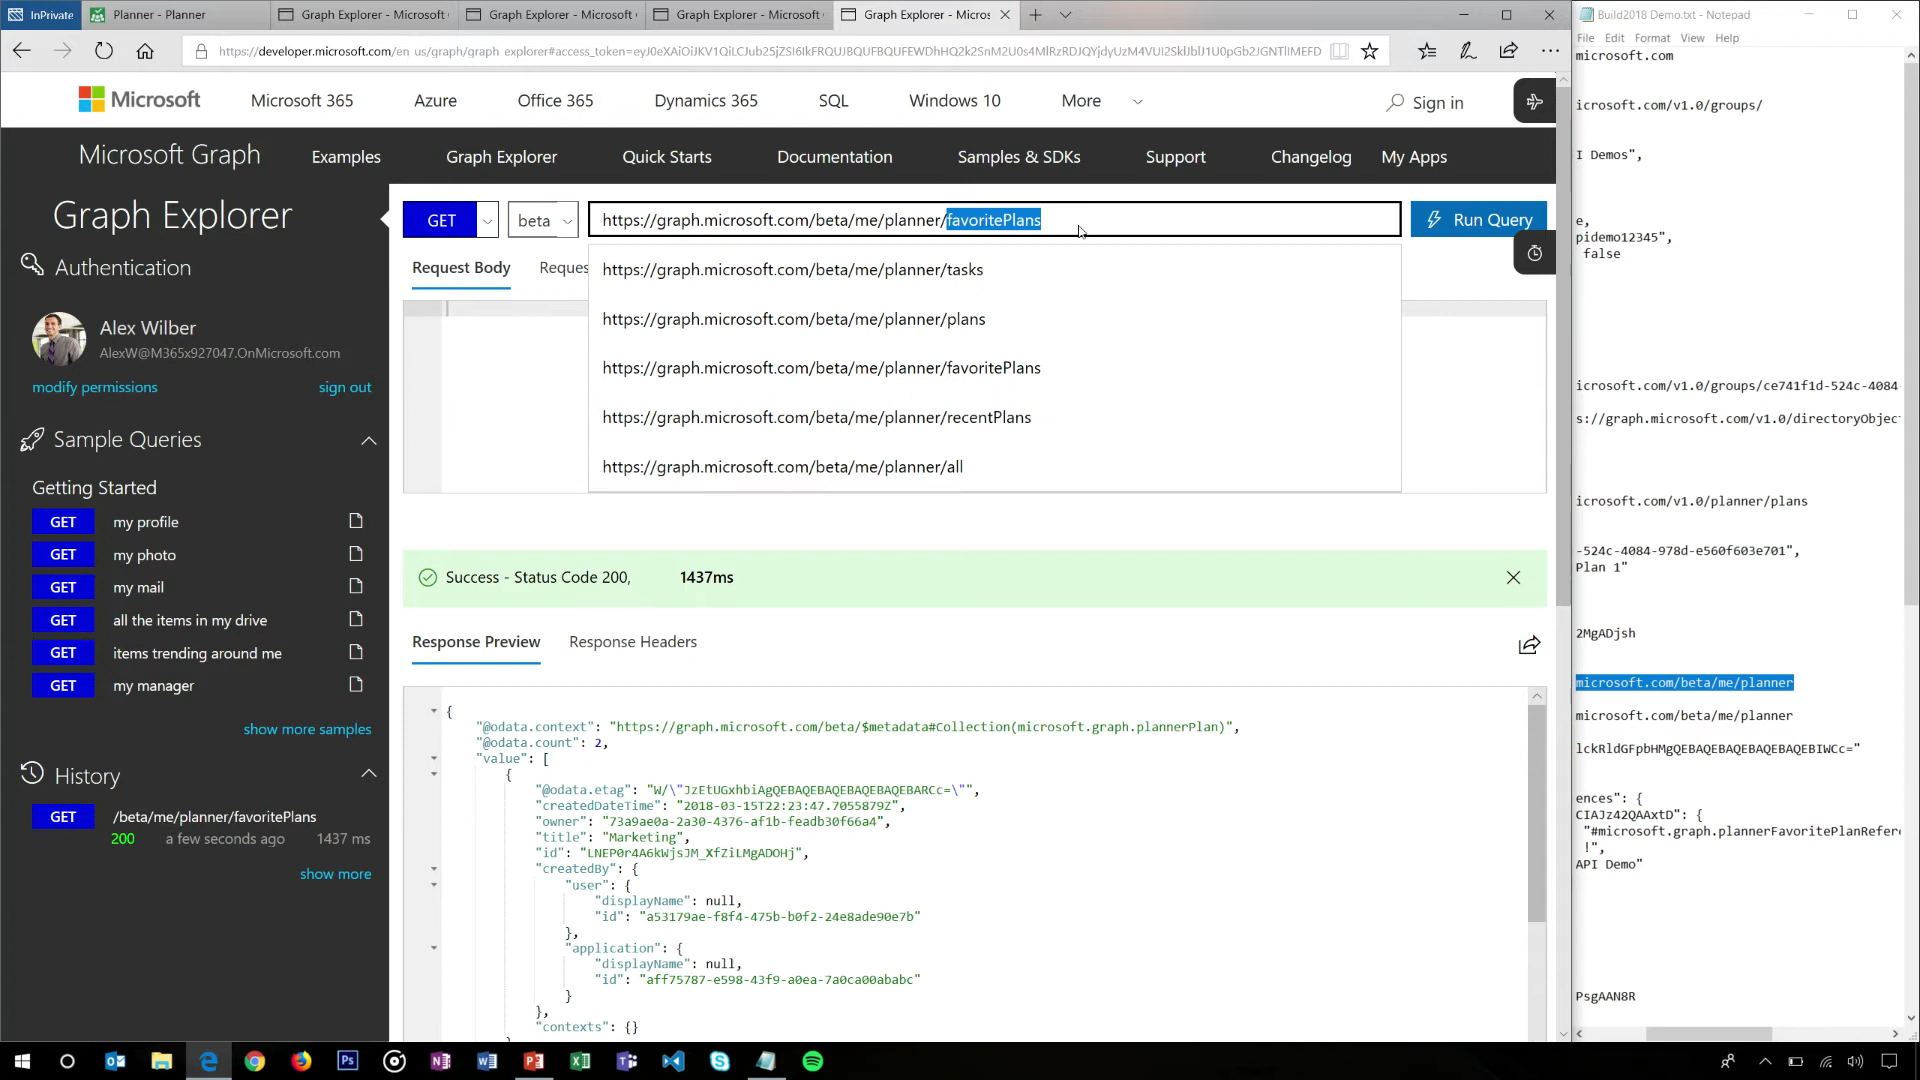 InPrivate
Planner - Planner
Graph Explorer - Microsoft
Graph Explorer - Microsoft
Graph Explorer - Microsoft
Graph Explorer - Micros
Build2018 Demo.txt - Notepad
File Edit Format View Help
Microsoft
Microsoft 365
Azure
Office 365
Dynamics 365
SQL
Windows 10
More
Sign in
Microsoft Graph
Examples
Graph Explorer
Quick Starts
Documentation
Samples & SDKs
Support
Changelog
My Apps
Graph Explorer
Authentication
Alex Wilber
AlexW@M365x927047.OnMicrosoft.com
modify permissions
sign out
Sample Queries
Getting Started
GET my profile
GET my photo
GET my mail
GET all the items in my drive
GET items trending around me
GET my manager
show more samples
History
GET /beta/me/planner/favoritePlans
200 a few seconds ago 1437 ms
show more
GET
beta
https://graph.microsoft.com/beta/me/planner/favoritePlans
Run Query
Request Body
Reques
https://graph.microsoft.com/beta/me/planner/tasks
https://graph.microsoft.com/beta/me/planner/plans
https://graph.microsoft.com/beta/me/planner/favoritePlans
https://graph.microsoft.com/beta/me/planner/recentPlans
https://graph.microsoft.com/beta/me/planner/all
Success - Status Code 200, 1437ms
Response Preview
Response Headers
{
"@odata.context": "https://graph.microsoft.com/beta/$metadata#Collection(microsoft.graph.plannerPlan)",
"@odata.count": 2,
"value": [
{
"@odata.etag": "W/\"JzEtUGxhbiAgQEBAQEBAQEBAQEBAQEBARCc=\"",
"createdDateTime": "2018-03-15T22:23:47.7055879Z",
"owner": "73a9ae0a-2a30-4376-af1b-feadb30f66a4",
"title": "Marketing",
"id": "LNEP0r4A6kWjsJM_XfZiLMgADOHj",
"createdBy": {
"user": {
"displayName": null,
"id": "a53179ae-f8f4-475b-b0f2-24e8ade90e7b"
},
"application": {
"displayName": null,
"id": "aff75787-e598-43f9-a0ea-7a0ca00ababc"
}
},
"contexts": {}
microsoft.com
icrosoft.com/v1.0/groups/
I Demos",
e,
pidemo12345",
false
icrosoft.com/v1.0/groups/ce741f1d-524c-4084-
s://graph.microsoft.com/v1.0/directoryObjec
icrosoft.com/v1.0/planner/plans
-524c-4084-978d-e560f603e701",
Plan 1"
2MgADjsh
microsoft.com/beta/me/planner
microsoft.com/beta/me/planner
lckRldGFpbHMgQEBAQEBAQEBAQEBAQEBIWCc="
ences": {
CIAJz42QAAxtD": {
"#microsoft.graph.plannerFavoritePlanRefer
!",
API Demo"
PsgAAN8R